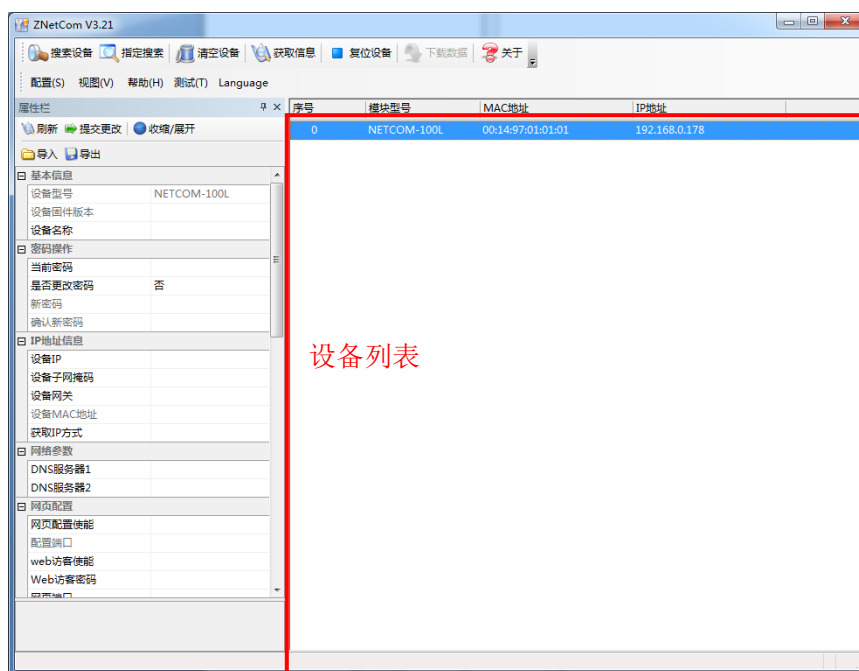 ZNetCom V3.21
搜索设备 指定搜索 清空设备 获取信息 复位设备 下载数据 关于
配置(S) 视图(V) 帮助(H) 测试(T) Language
属性栏
刷新 提交更改 收缩/展开
导入 导出
基本信息
设备型号 NETCOM-100L
设备固件版本
设备名称
密码操作
当前密码
是否更改密码 否
新密码
确认新密码
IP地址信息
设备IP
设备子网掩码
设备网关
设备MAC地址
获取IP方式
网络参数
DNS服务器1
DNS服务器2
网页配置
网页配置使能
配置端口
web访客使能
Web访客密码
网页端口
序号 模块型号 MAC地址 IP地址
0 NETCOM-100L 00:14:97:01:01:01 192.168.0.178
设备列表